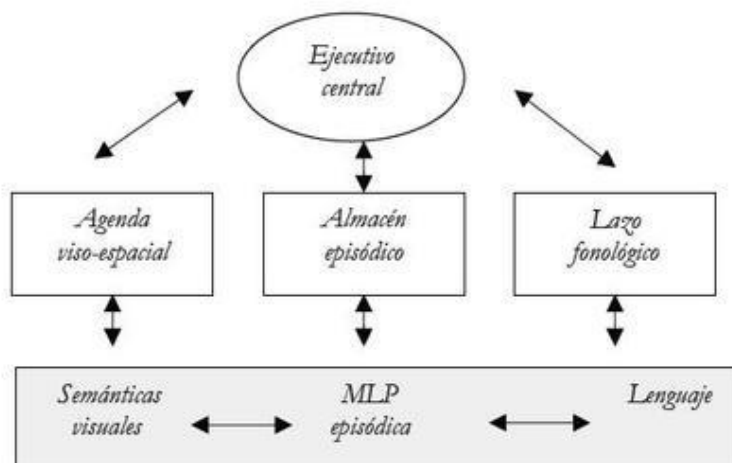 Ejecutivo
central
Agenda
viso-espacial
Almacén
episódico
Lazo
fonológico
Semánticas
visuales
MLP
episódica
Lenguaje